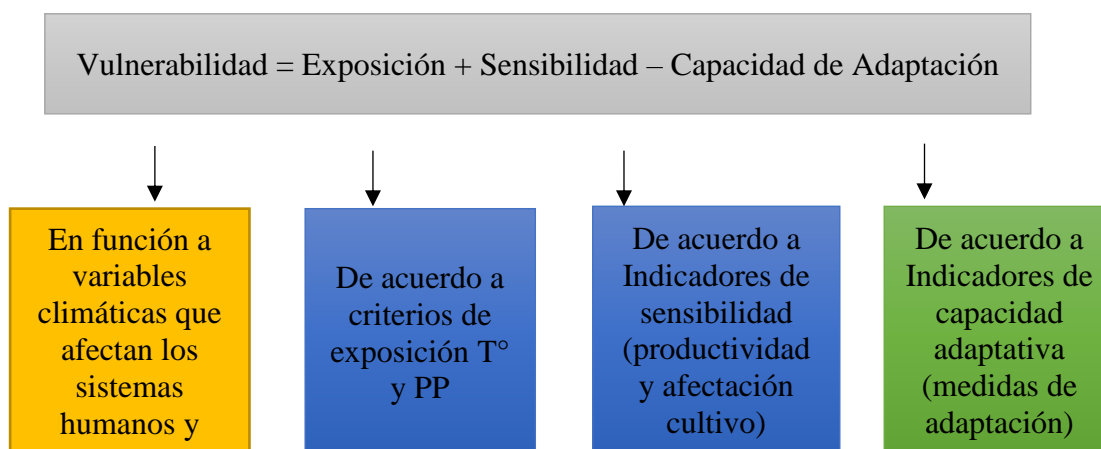 Vulnerabilidad = Exposición + Sensibilidad – Capacidad de Adaptación
En función a
variables
climáticas que
afectan los
sistemas
humanos y
De acuerdo a
criterios de
exposición T°
y PP
De acuerdo a
Indicadores de
sensibilidad
(productividad
y afectación
cultivo)
De acuerdo a
Indicadores de
capacidad
adaptativa
(medidas de
adaptación)